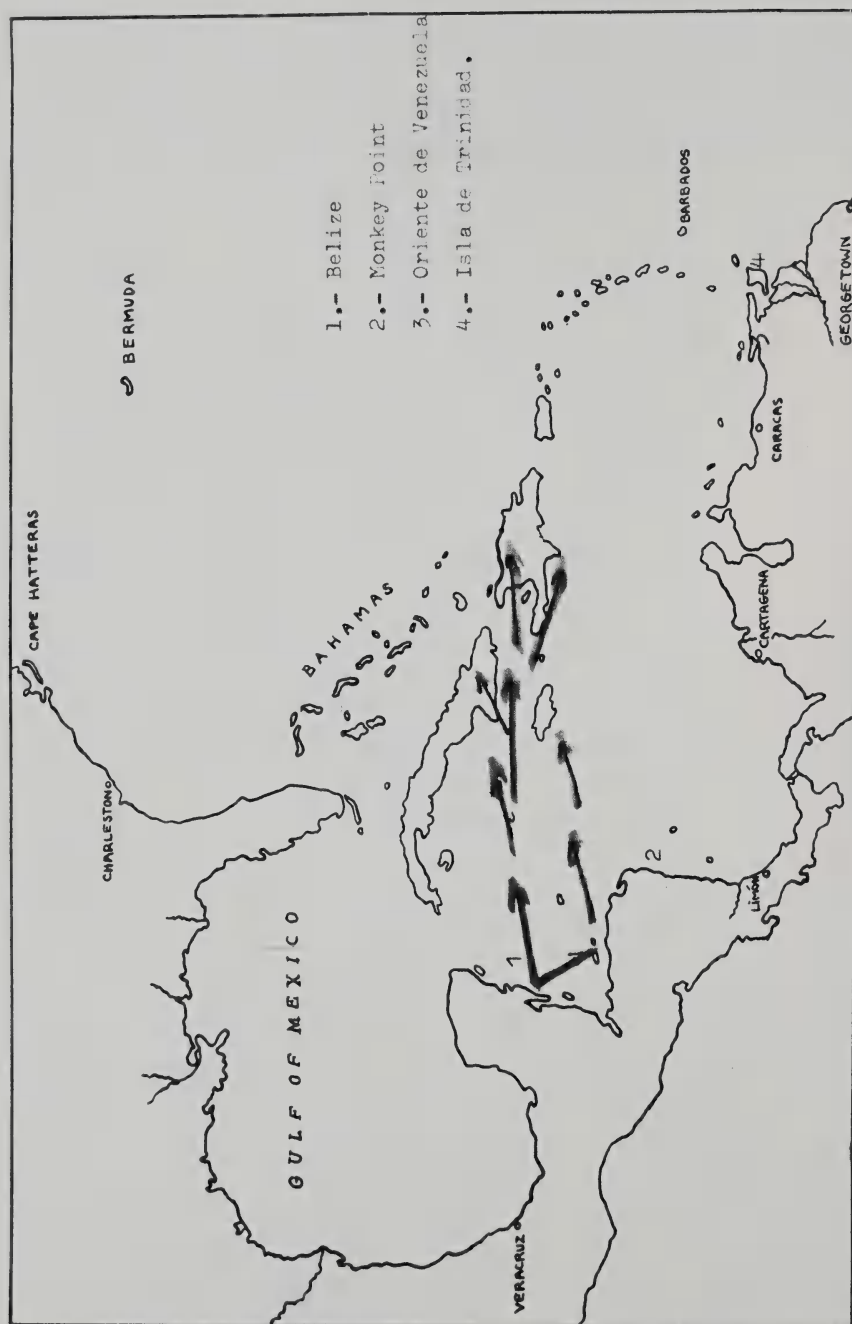 CAPE HATTERAS
CHARLESTON
BERMUDA
GULF OF MEXICO
BAHAMAS
1.- Belize
2.- Monkey Point
3.- Oriente de Venezuela
4.- Isla de Trinidad.
1
VERACRUZ
2
BARBADOS
LIMÓN
CARTAGENA
CARACAS
4
GEORGETOWN